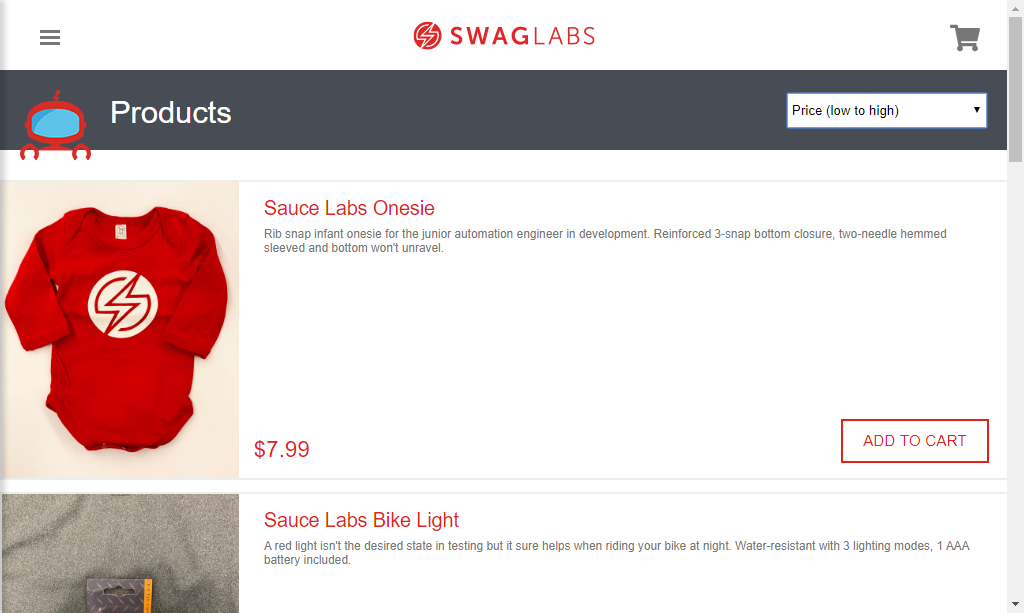 SWAGLABS
Products
Price (low to high)
Sauce Labs Onesie
Rib snap infant onesie for the junior automation engineer in development. Reinforced 3-snap bottom closure, two-needle hemmed
sleeved and bottom won't unravel.
$7.99
ADD TO CART
Sauce Labs Bike Light
A red light isn't the desired state in testing but it sure helps when riding your bike at night. Water-resistant with 3 lighting modes, 1 AAA
battery included.